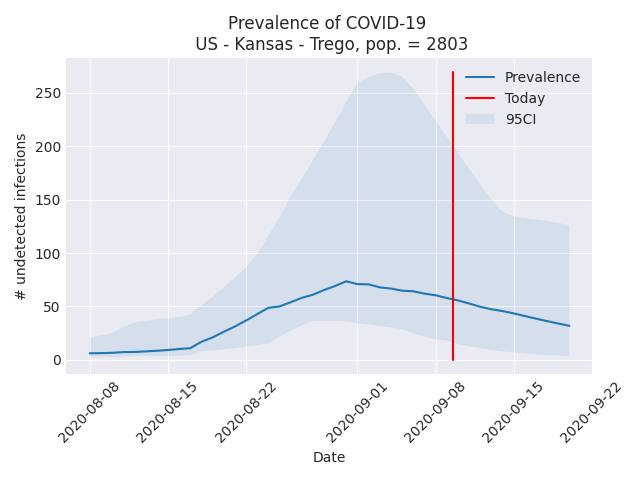 Prevalence of COVID-19
US - Kansas - Trego, pop. = 2803
Prevalence
Today
95CI
# undetected infections
250
200
150
100
50
0
2020-08-08
2020-08-15
2020-08-22
2020-09-01
2020-09-08
2020-09-15
2020-09-22
Date